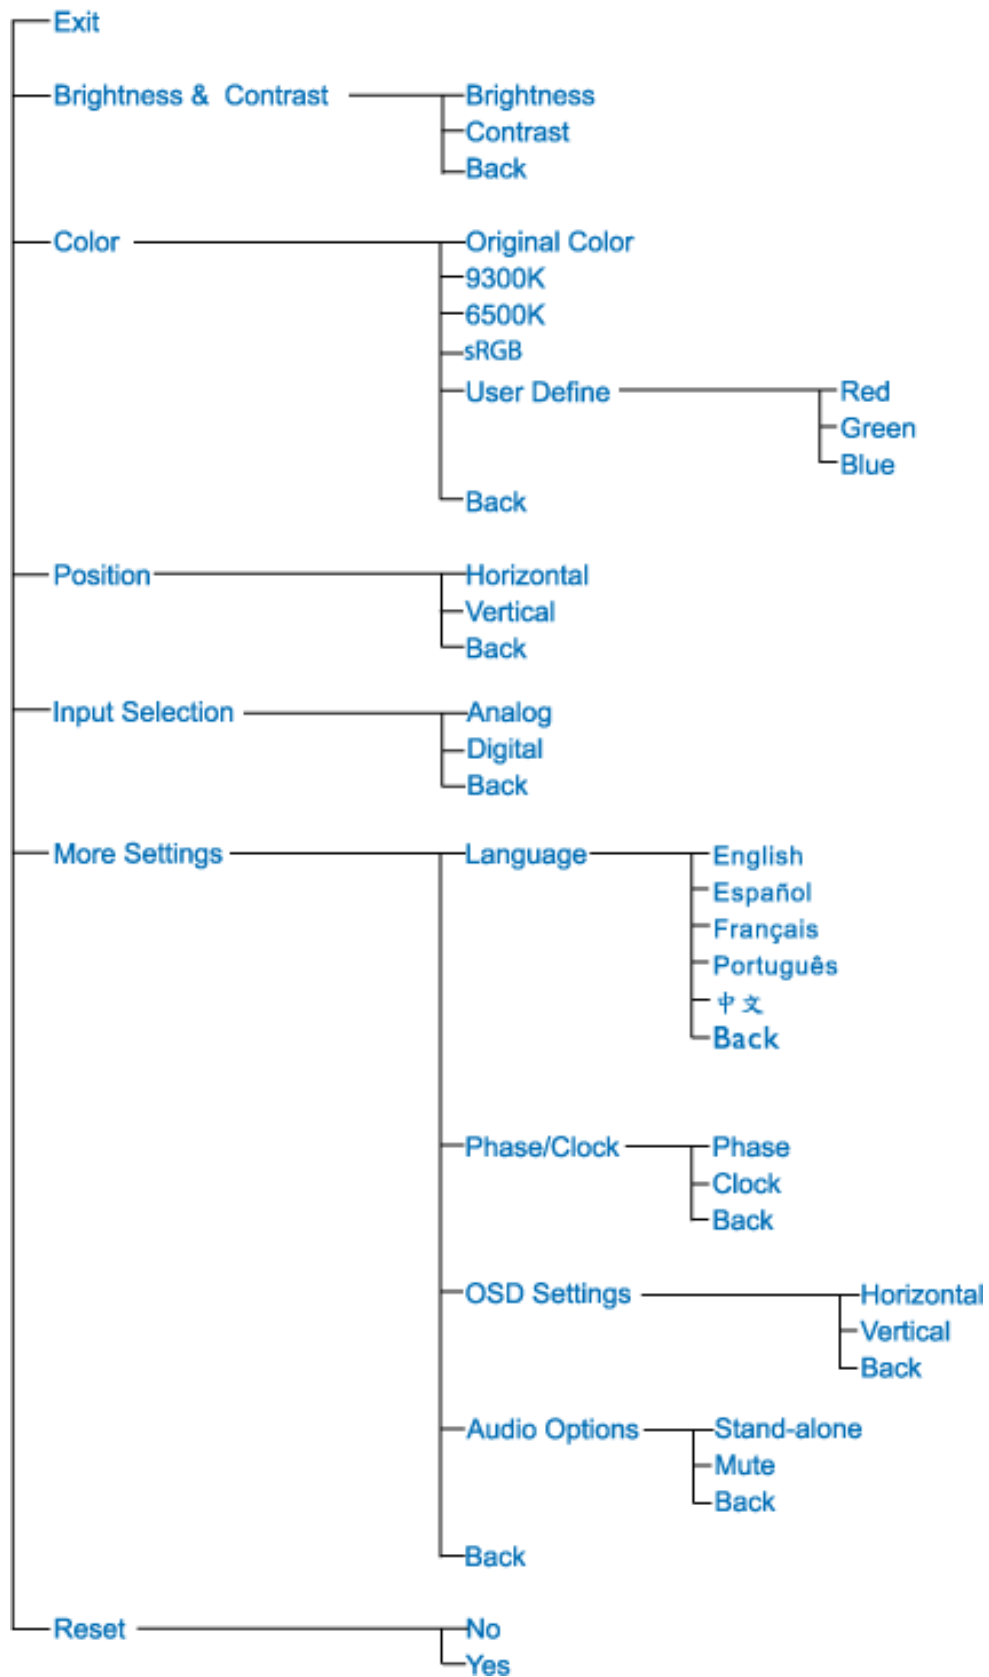 Exit
Brightness & Contrast Brightness
Contrast
Back
Color Original Color
9300K
6500K
sRGB
User Define Red
Green
Blue
Back
Position Horizontal
Vertical
Back
Input Selection Analog
Digital
Back
More Settings Language English
Español
Français
Português
中文
Back
Phase/Clock Phase
Clock
Back
OSD Settings Horizontal
Vertical
Back
Audio Options Stand-alone
Mute
Back
Back
Reset No
Yes